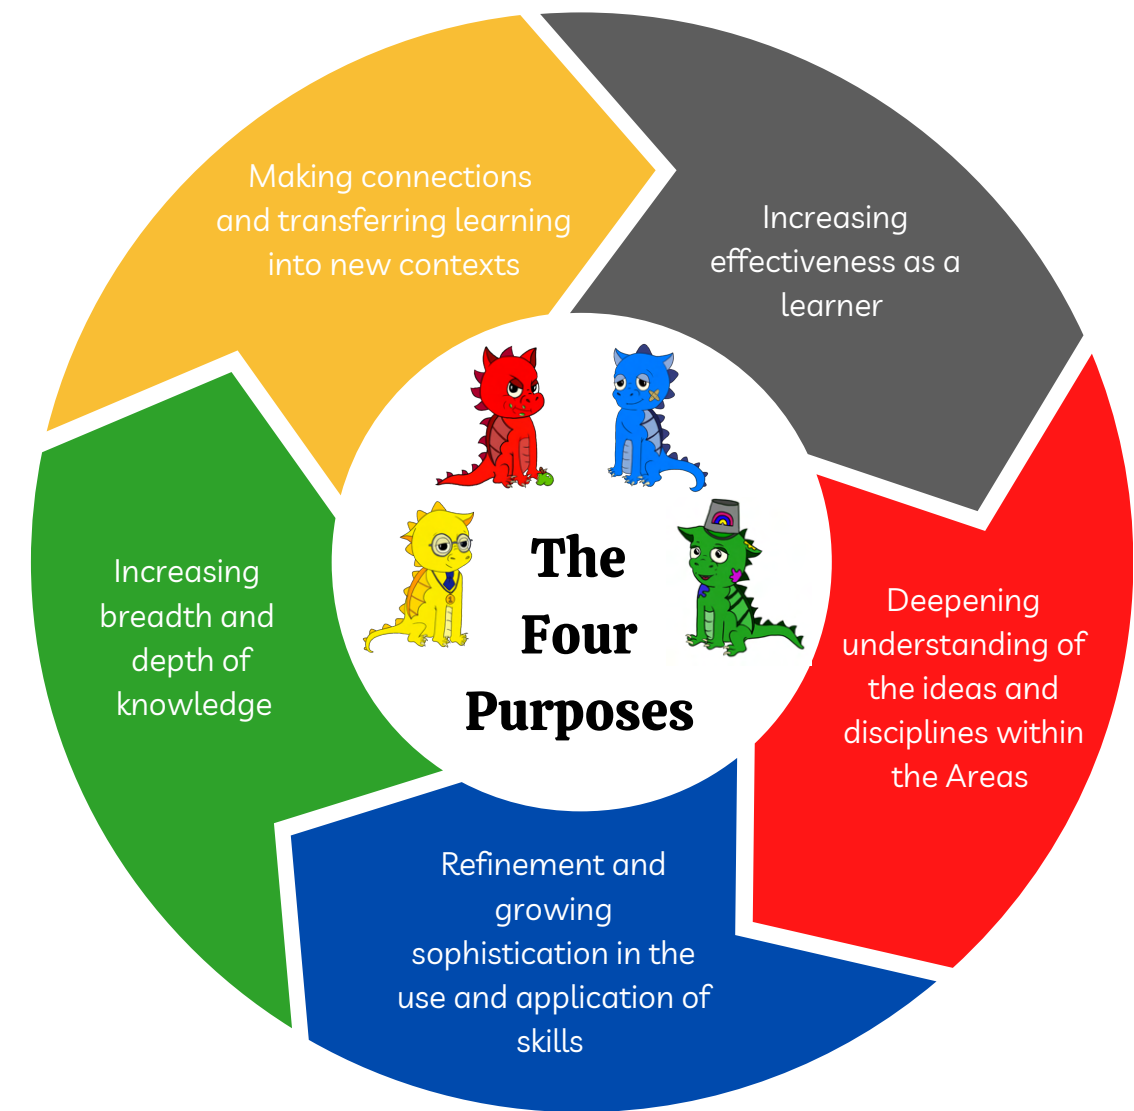 Making connections
and transferring learning
into new contexts
Increasing
effectiveness as a
learner
Deepening
understanding of
the ideas and
disciplines within
the Areas
Refinement and
growing
sophistication in the
use and application of
skills
Increasing
breadth and
depth of
knowledge
The
Four
Purposes